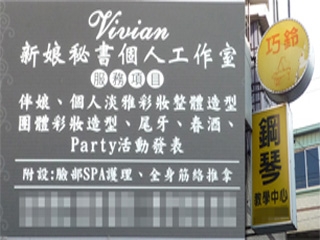 Vivian
新娘秘書個人工作室
服務項目
伴娘、個人淡雅彩妝整體造型
團體彩妝造型、尾牙、春酒、
Party活動發表
附設:臉部SPA護理、全身筋絡推拿
巧鈴
鋼琴
教學中心